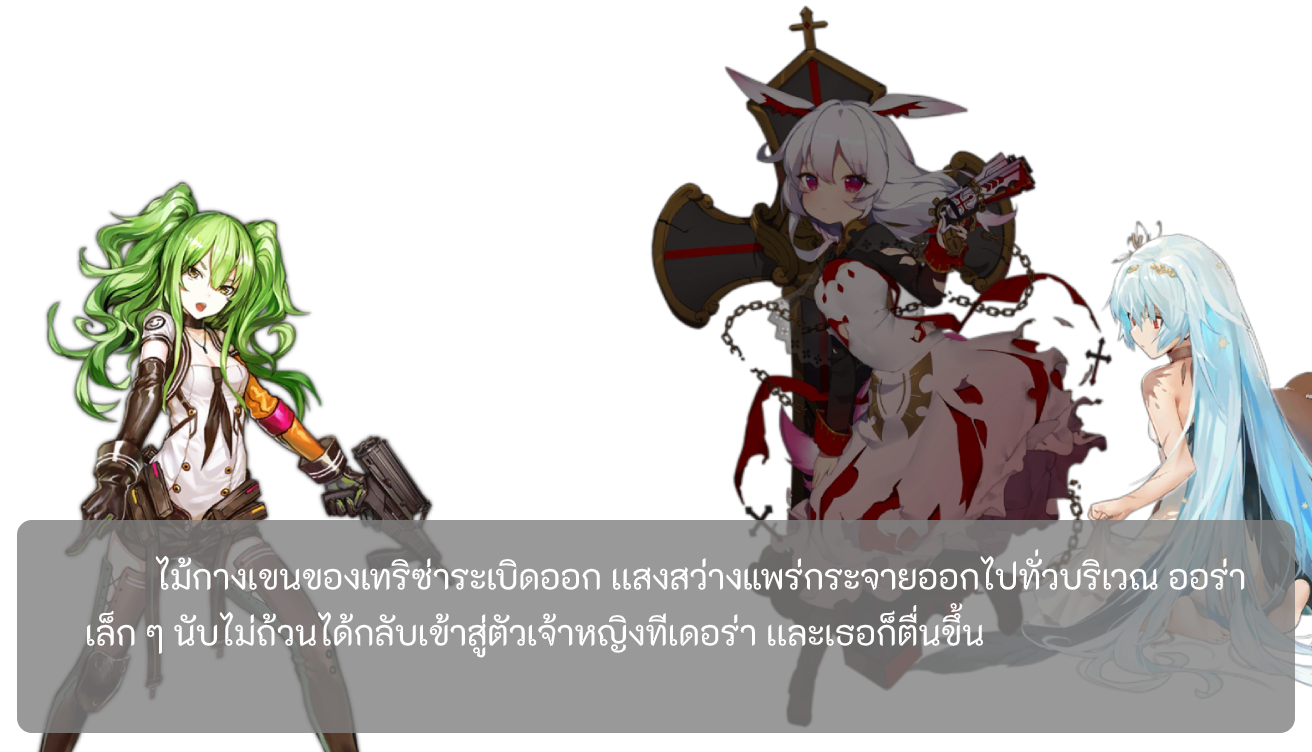 ไม้กางเขนของเทริซ่าระเบิดออก แสงสว่างแพร่กระจายออกไปทั่วบริเวณ ออร่า
เล็ก ๆ นับไม่ถ้วนได้กลับเข้าสู่ตัวเจ้าหญิงทีเดอร่า และเธอก็ตื่นขึ้น